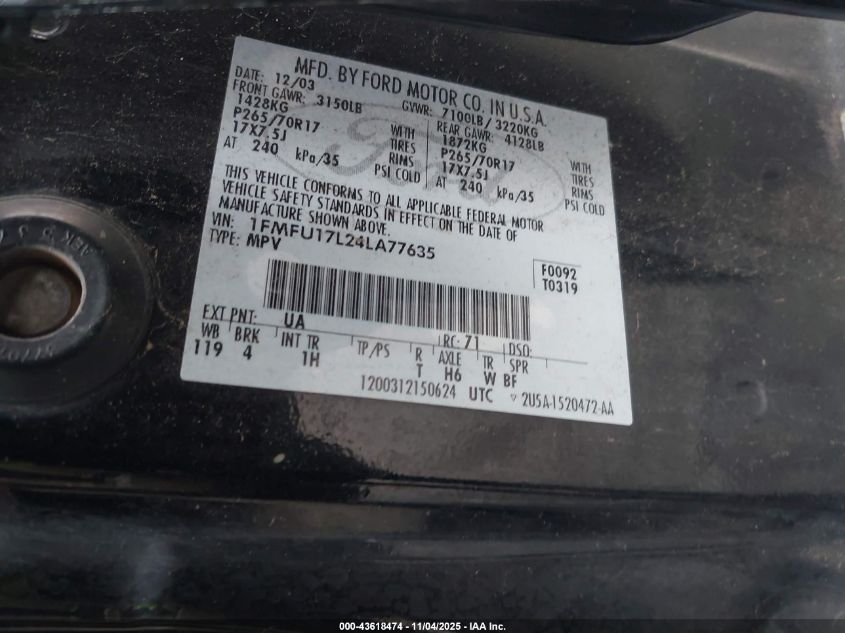 MFD. BY FORD MOTOR CO. IN U.S.A.
DATE: 12/03 GVWR: 7100LB/3220KG
FRONT GAWR: 3150LB REAR GAWR: 4128LB
1428KG WITH 1872KG WITH
P265/70R17 TIRES P265/70R17 TIRES
17X7.5J RIMS 17X7.5J RIMS
AT 240 kPa/35 PSI COLD AT 240 kPa/35 PSI COLD
THIS VEHICLE CONFORMS TO ALL APPLICABLE FEDERAL MOTOR
VEHICLE SAFETY STANDARDS IN EFFECT ON THE DATE OF
MANUFACTURE SHOWN ABOVE.
VIN: 1FMFU17L24LA77635
TYPE: MPV
F0092
T0319
EXT PNT: UA RC: 71 DSO:
WB BRK INT TR TP/PS R AXLE TR SPR
119 4 1H T H6 W BF
1200312150624 UTC ▽ 2U5A-1520472-AA
Ford
000-43618474 - 11/04/2025 - IAA Inc.